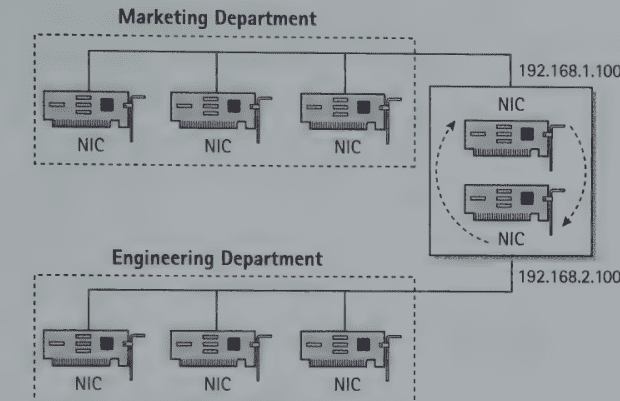 Marketing Department
192.168.1.100
NIC
NIC
NIC
NIC
NIC
Engineering Department
192.168.2.100
NIC
NIC
NIC